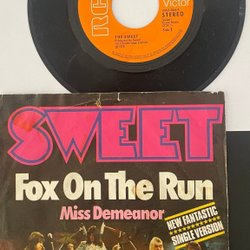 RCA
Victor
STEREO
THE SWEET
SWEET
Fox On The Run
Miss Demeanor
NEW FANTASTIC
SINGLE VERSION